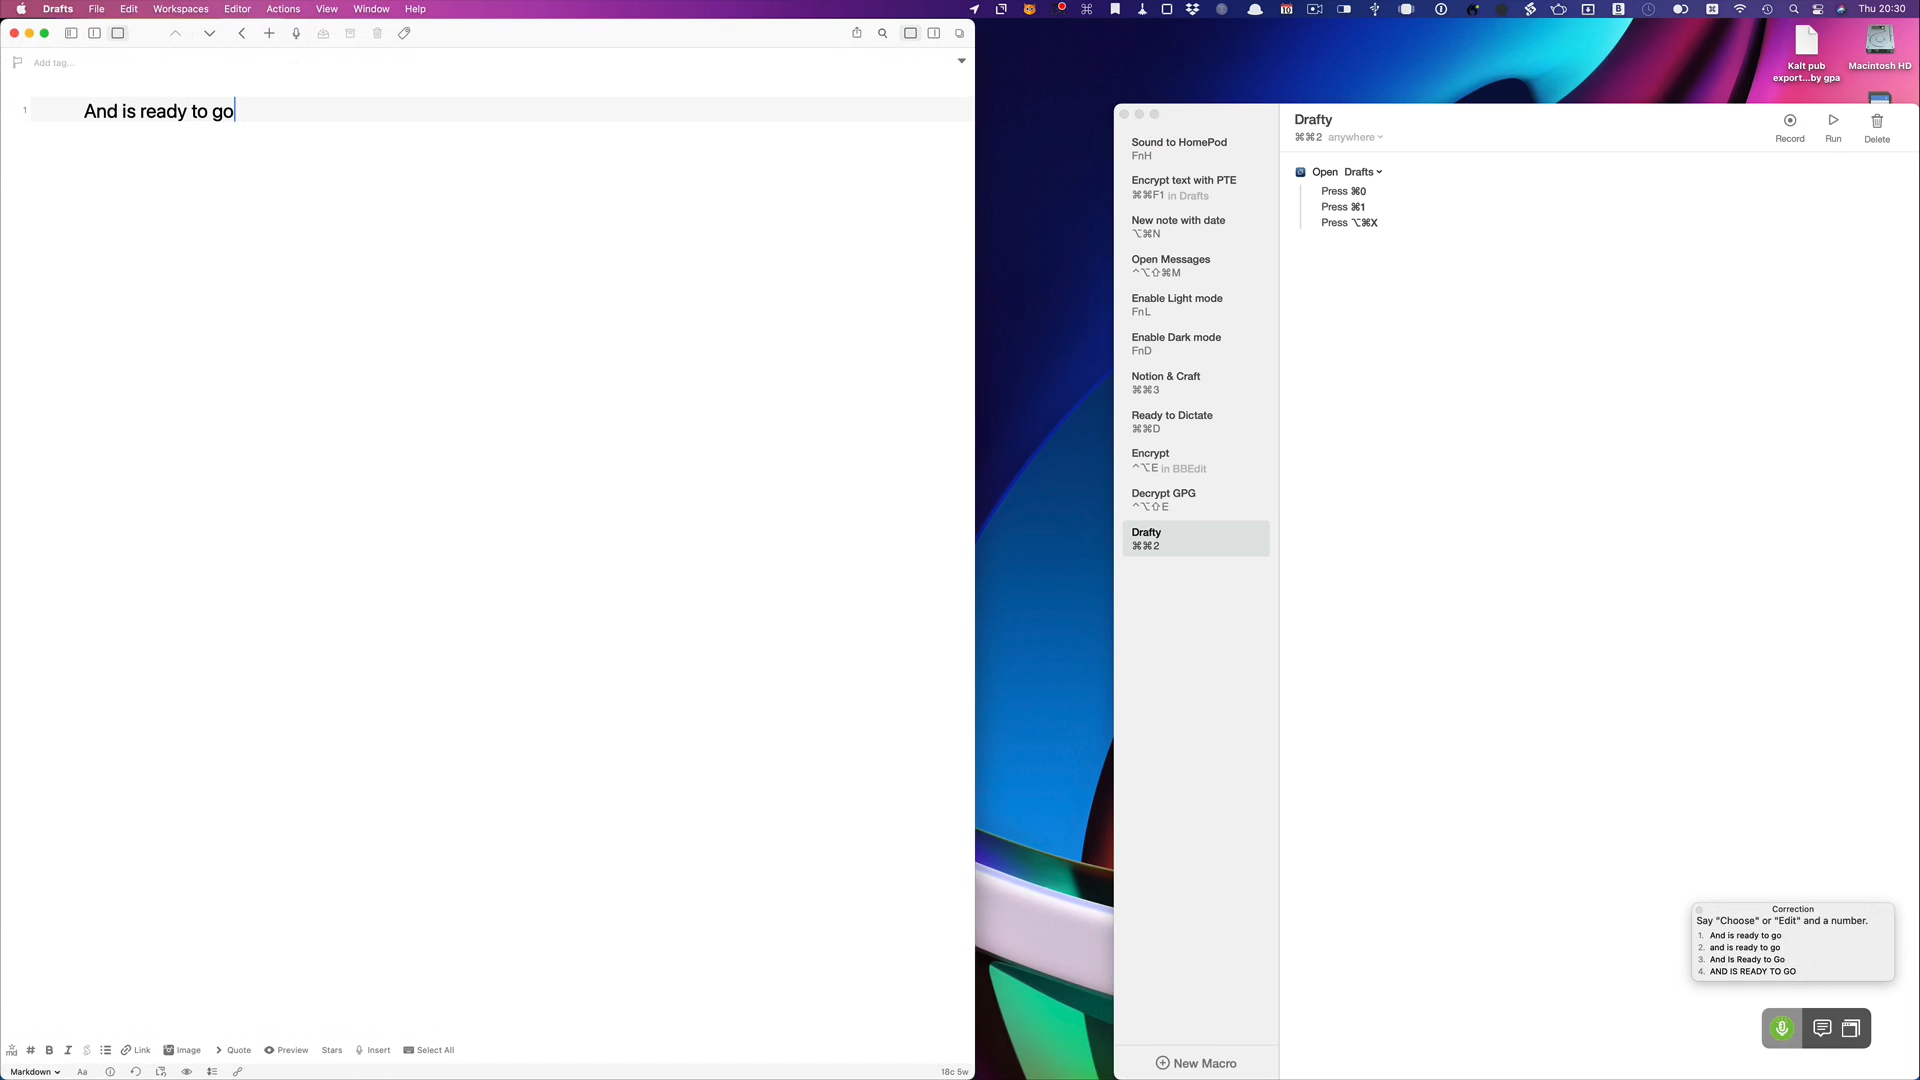 Drafts File Edit Workspaces Editor Actions View Window Help
10
Thu 20:30
Kalt pub
export...by gpa
Macintosh HD
Add tag...
1 And is ready to go
Sound to HomePod
FnH
Encrypt text with PTE
⌘⌘F1 in Drafts
New note with date
⌥⌘N
Open Messages
^⌥⇧⌘M
Enable Light mode
FnL
Enable Dark mode
FnD
Notion & Craft
⌘⌘3
Ready to Dictate
⌘⌘D
Encrypt
^⌥E in BBEdit
Decrypt GPG
^⌥⇧E
Drafty
⌘⌘2
New Macro
Drafty
⌘⌘2 anywhere
Record Run Delete
Open Drafts
Press ⌘0
Press ⌘1
Press ⌥⌘X
Correction
Say "Choose" or "Edit" and a number.
1. And is ready to go
2. and is ready to go
3. And Is Ready to Go
4. AND IS READY TO GO
md # B I S Link Image Quote Preview Stars Insert Select All
Markdown Aa 18c 5w